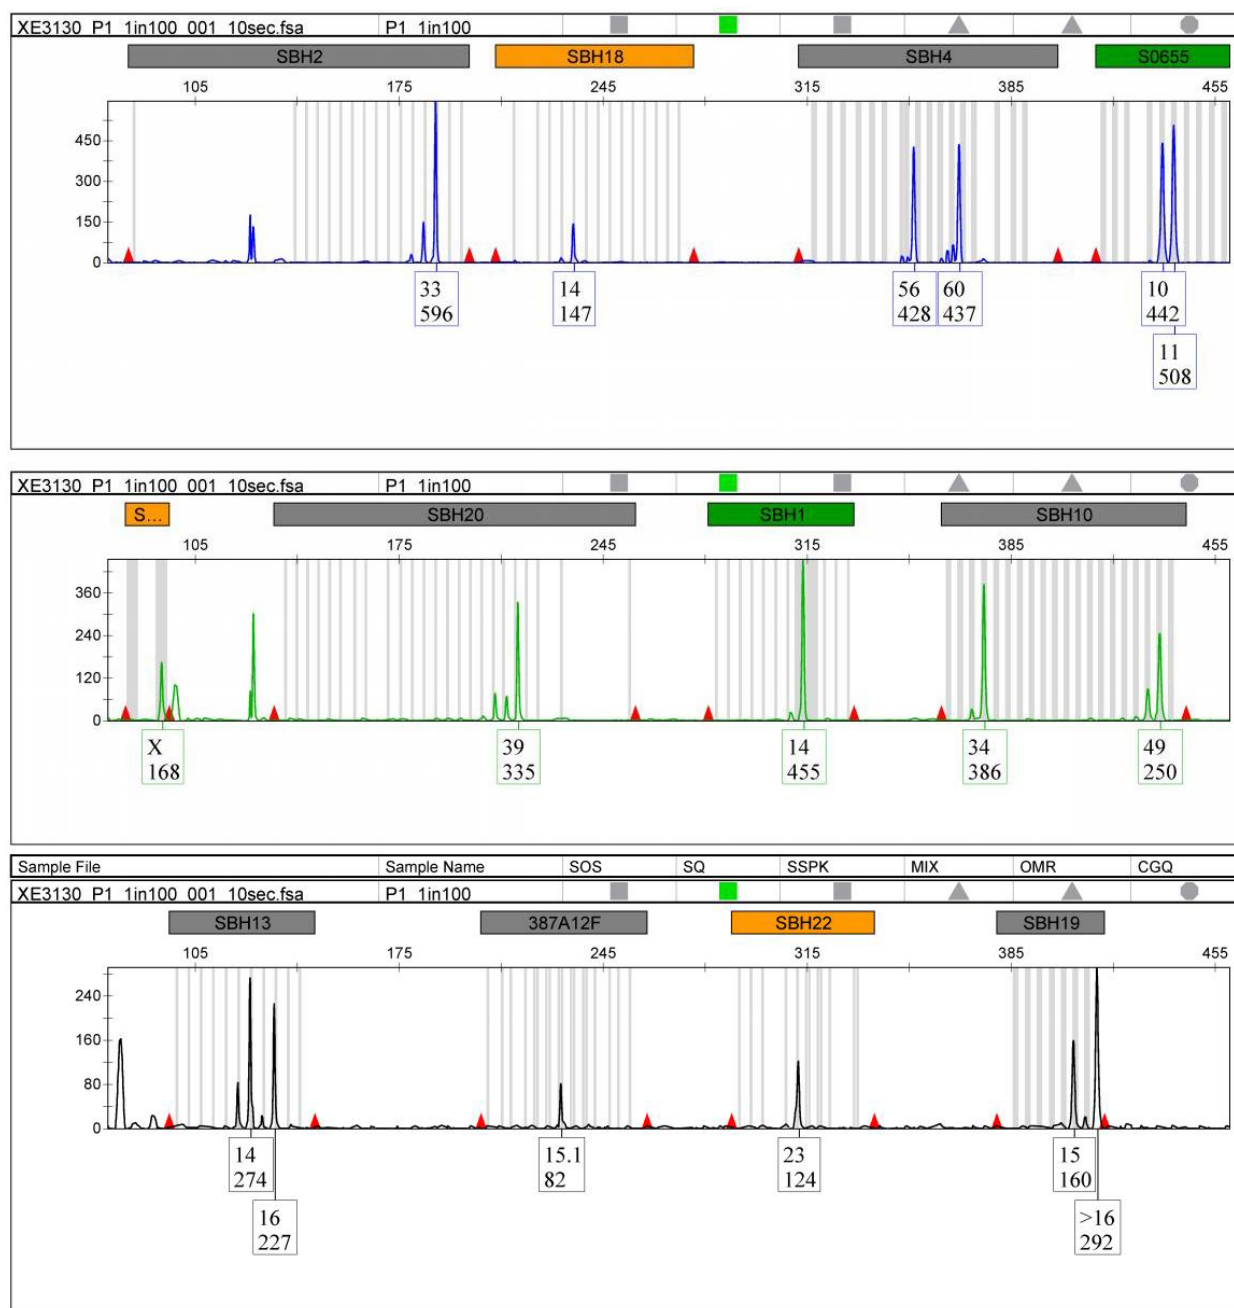 XE3130 P1 1in100 001 10sec.fsa P1 1in100
SBH2 SBH18 SBH4 S0655
105 175 245 315 385 455
450
300
150
0
33 14 56 60 10
596 147 428 437 442
11
508
XE3130 P1 1in100 001 10sec.fsa P1 1in100
S... SBH20 SBH1 SBH10
105 175 245 315 385 455
360
240
120
0
X 39 14 34 49
168 335 455 386 250
Sample File Sample Name SOS SQ SSPK MIX OMR CGQ
XE3130 P1 1in100 001 10sec.fsa P1 1in100
SBH13 387A12F SBH22 SBH19
105 175 245 315 385 455
240
160
80
0
14 15.1 23 15
274 82 124 160
16 >16
227 292